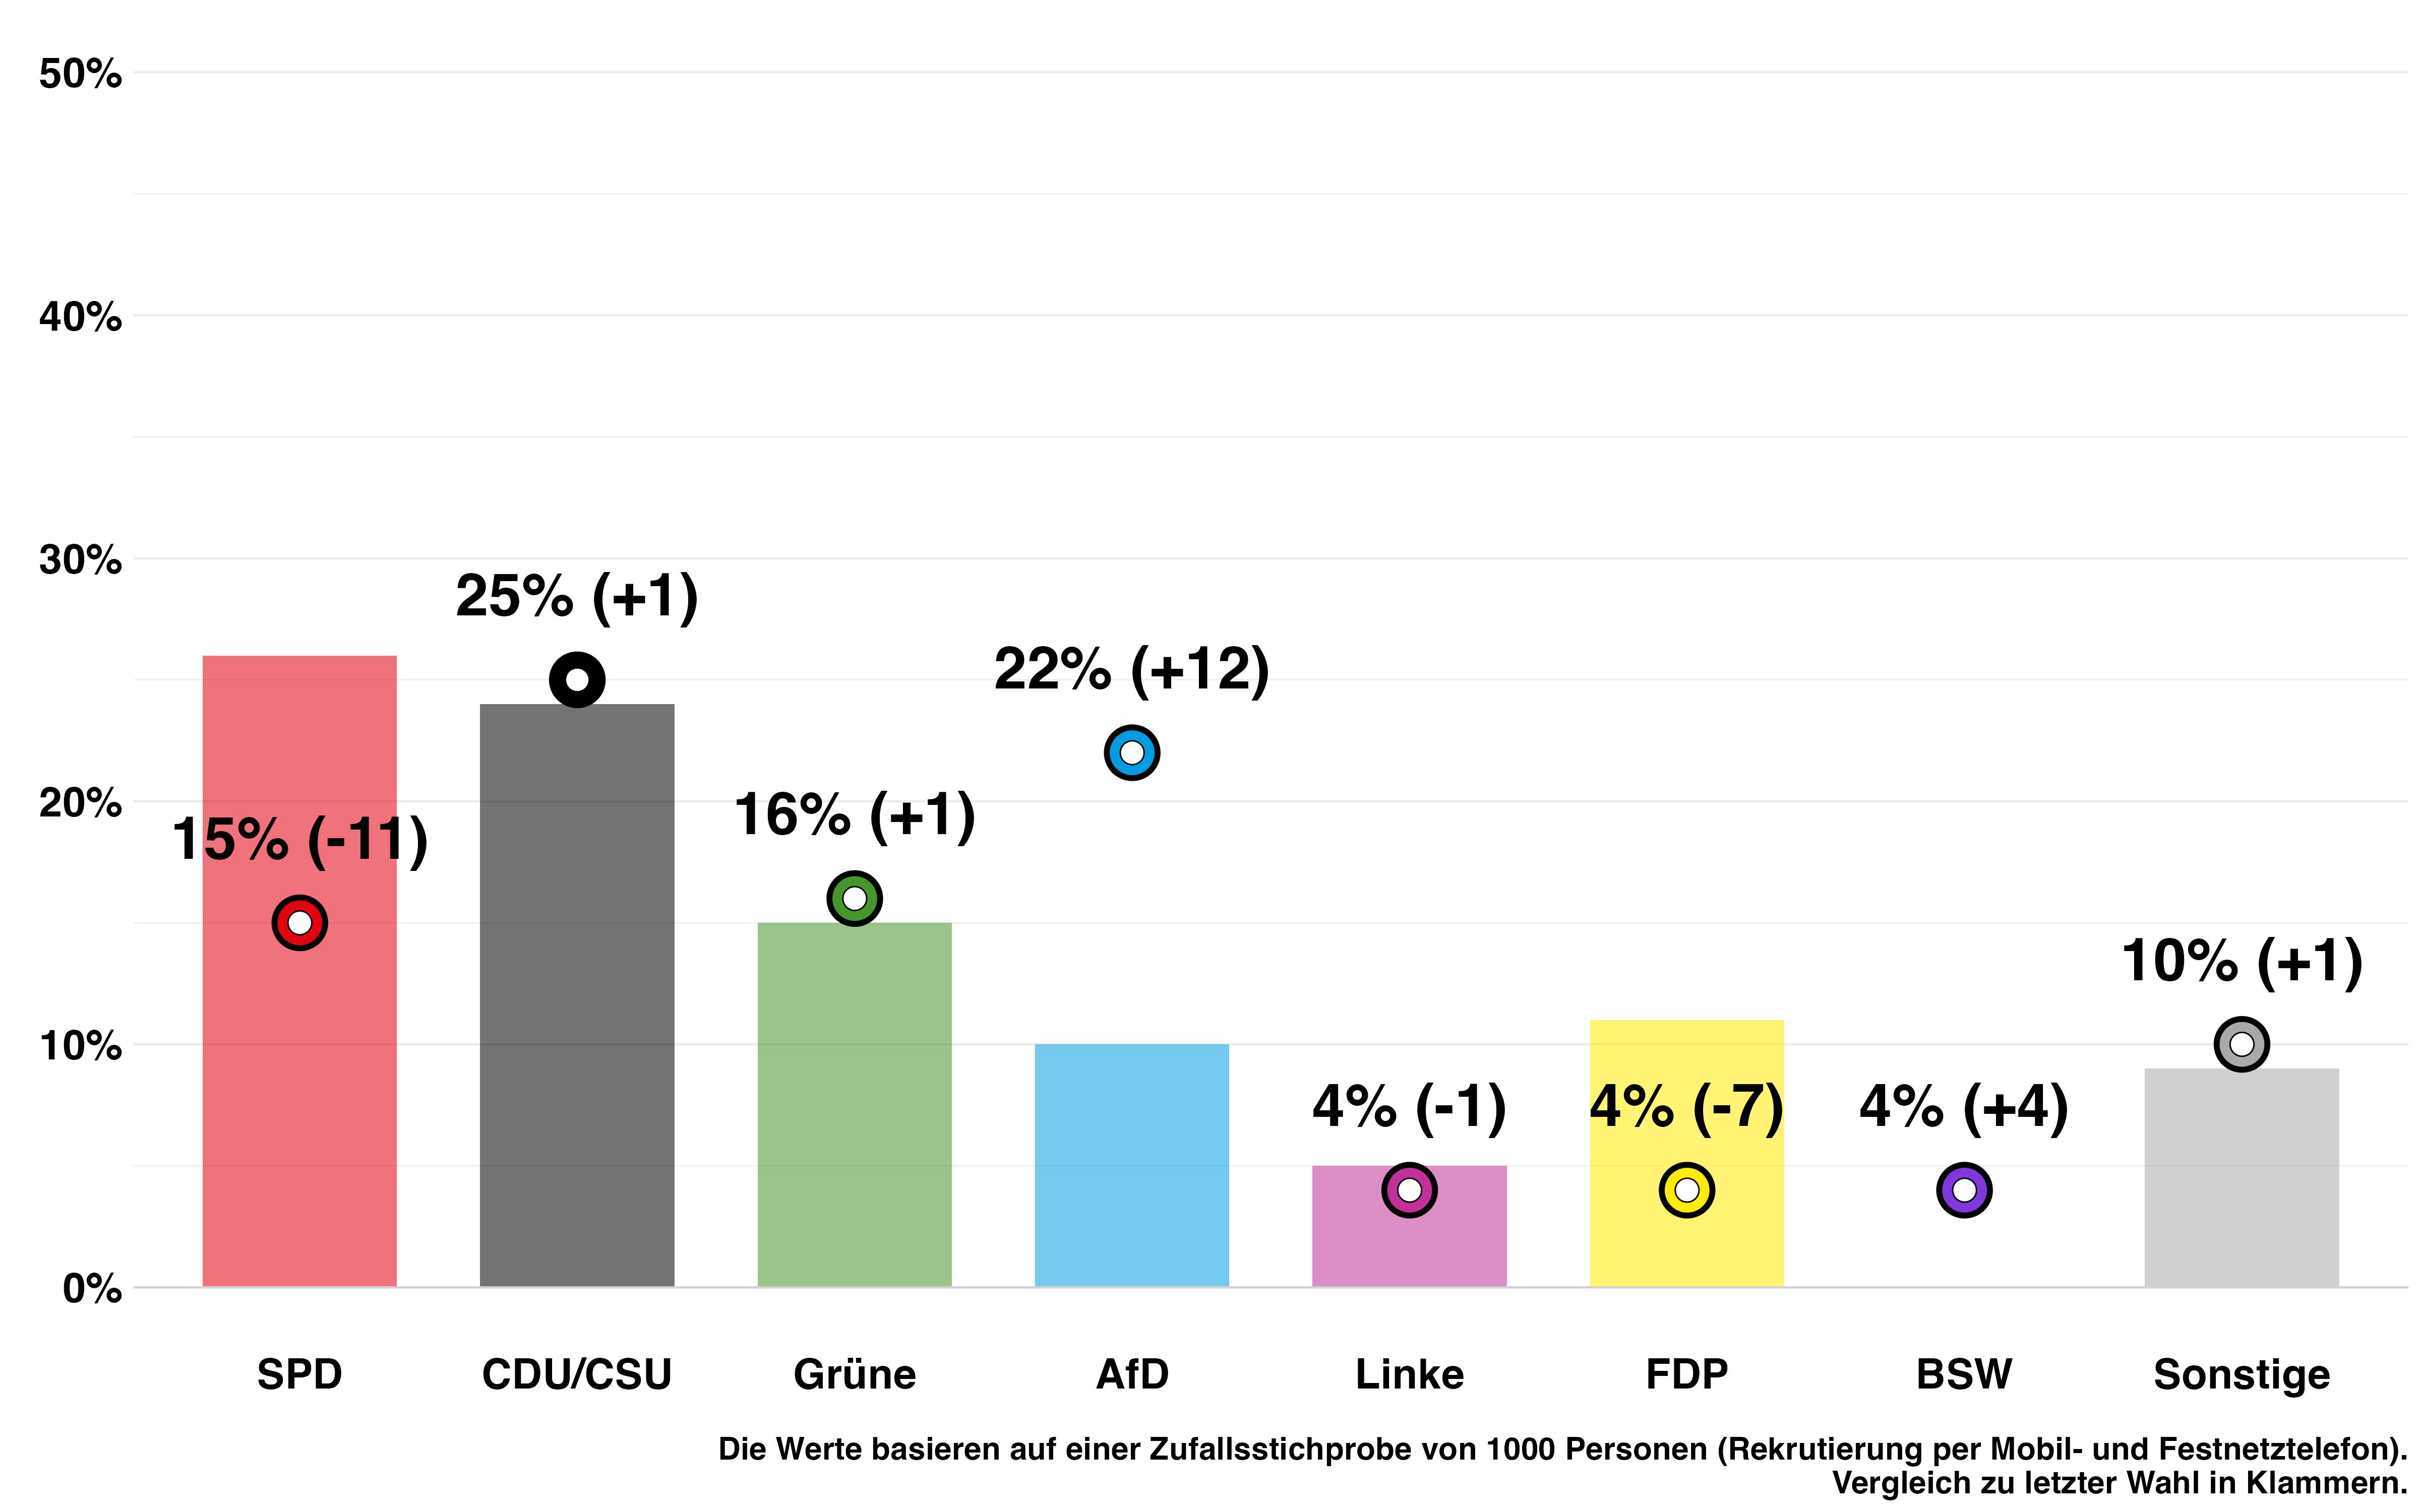 50%
40%
30%
20%
10%
0%
15% (-11)
25% (+1)
16% (+1)
22% (+12)
4% (-1)
4% (-7)
4% (+4)
10% (+1)
SPD
CDU/CSU
Grüne
AfD
Linke
FDP
BSW
Sonstige
Die Werte basieren auf einer Zufallsstichprobe von 1000 Personen (Rekrutierung per Mobil- und Festnetztelefon).
Vergleich zu letzter Wahl in Klammern.